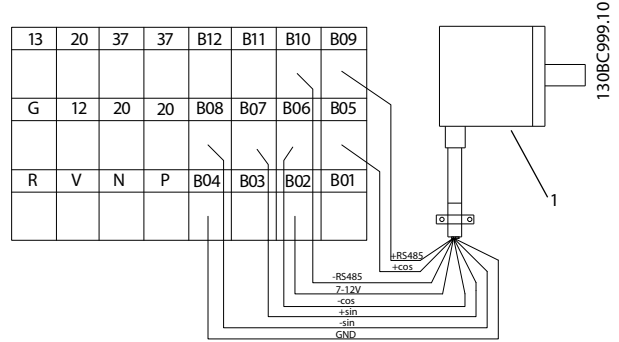 13 20 37 37 B12 B11 B10 B09
G 12 20 20 B08 B07 B06 B05
R V N P B04 B03 B02 B01
130BC999.10
1
+RS485
+cos
-RS485
7-12V
-cos
+sin
-sin
GND